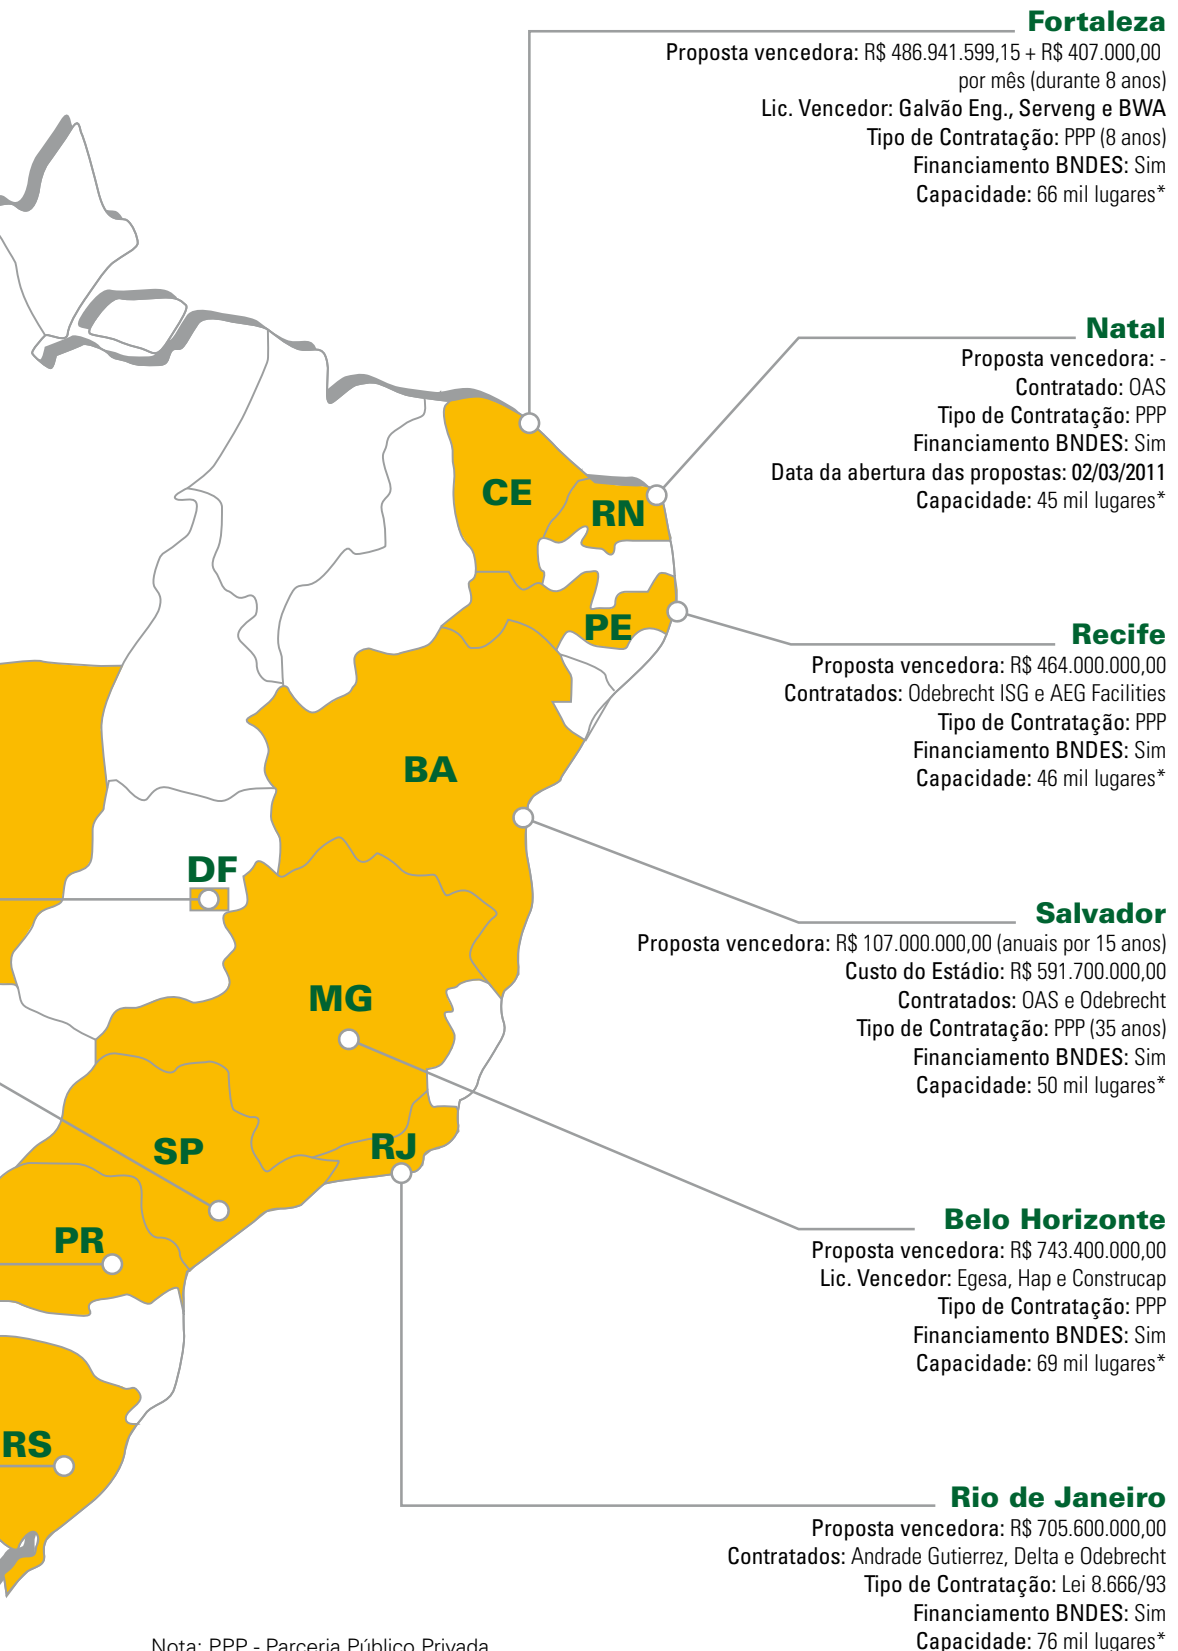 Fortaleza
Proposta vencedora: R$ 486.941.599,15 + R$ 407.000,00
por mês (durante 8 anos)
Lic. Vencedor: Galvão Eng., Serveng e BWA
Tipo de Contratação: PPP (8 anos)
Financiamento BNDES: Sim
Capacidade: 66 mil lugares*
Natal
Proposta vencedora: -
Contratado: OAS
Tipo de Contratação: PPP
Financiamento BNDES: Sim
Data da abertura das propostas: 02/03/2011
Capacidade: 45 mil lugares*
CE
RN
PE
Recife
Proposta vencedora: R$ 464.000.000,00
Contratados: Odebrecht ISG e AEG Facilities
Tipo de Contratação: PPP
Financiamento BNDES: Sim
Capacidade: 46 mil lugares*
BA
DF
Salvador
Proposta vencedora: R$ 107.000.000,00 (anuais por 15 anos)
Custo do Estádio: R$ 591.700.000,00
Contratados: OAS e Odebrecht
Tipo de Contratação: PPP (35 anos)
Financiamento BNDES: Sim
Capacidade: 50 mil lugares*
MG
SP
RJ
PR
Belo Horizonte
Proposta vencedora: R$ 743.400.000,00
Lic. Vencedor: Egesa, Hap e Construcap
Tipo de Contratação: PPP
Financiamento BNDES: Sim
Capacidade: 69 mil lugares*
RS
Rio de Janeiro
Proposta vencedora: R$ 705.600.000,00
Contratados: Andrade Gutierrez, Delta e Odebrecht
Tipo de Contratação: Lei 8.666/93
Financiamento BNDES: Sim
Capacidade: 76 mil lugares*
Nota: PPP - Parceria Público Privada